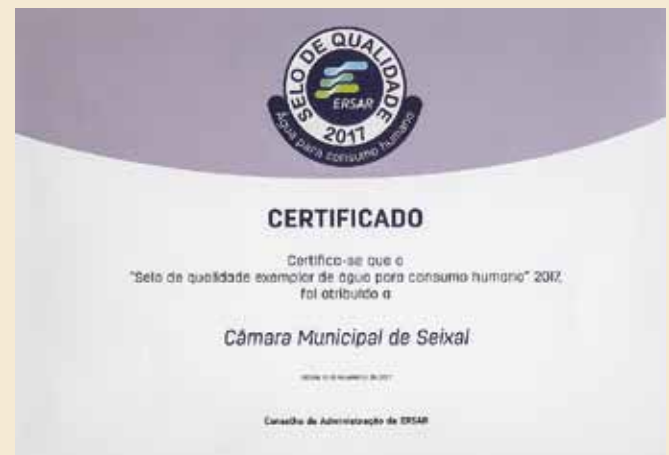 SELO DE QUALIDADE
ERSAR
2017
Água para consumo humano
CERTIFICADO
Certifica-se que o
"Selo de qualidade exemplar de água para consumo humano" 2017,
foi atribuído a
Câmara Municipal de Seixal
Conselho de Administração da ERSAR